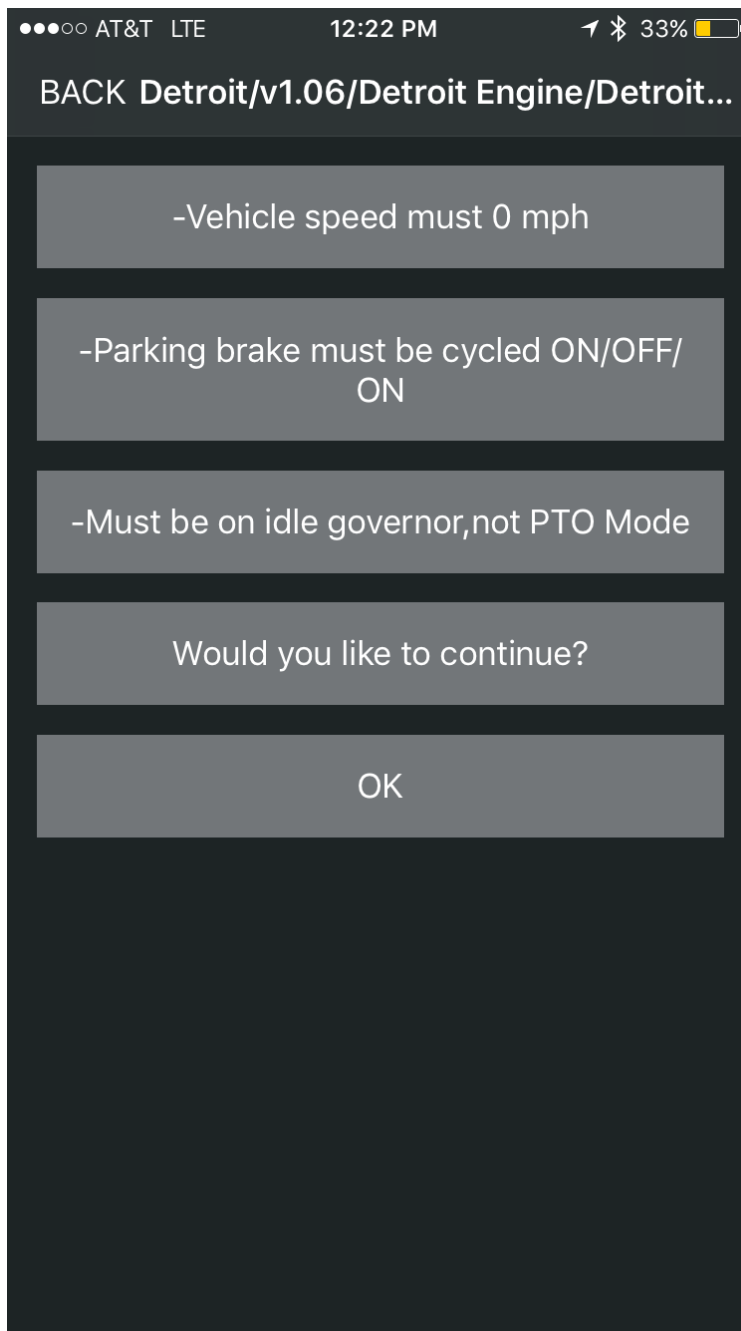 AT&T LTE 12:22 PM 33%
BACK Detroit/v1.06/Detroit Engine/Detroit...
-Vehicle speed must 0 mph
-Parking brake must be cycled ON/OFF/
ON
-Must be on idle governor,not PTO Mode
Would you like to continue?
OK